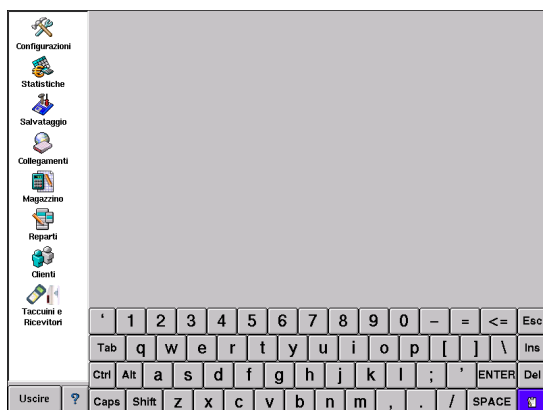 Configurazioni
Statistiche
Salvataggio
Collegamenti
Magazzino
Reparti
Clienti
Taccuini e
Ricevitori
Uscire ?
‘ 1 2 3 4 5 6 7 8 9 0 - = <= Esc
Tab q w e r t y u i o p [ ] \ Ins
Ctrl Alt a s d f g h j k l ; ' ENTER Del
Caps Shift z x c v b n m , . / SPACE